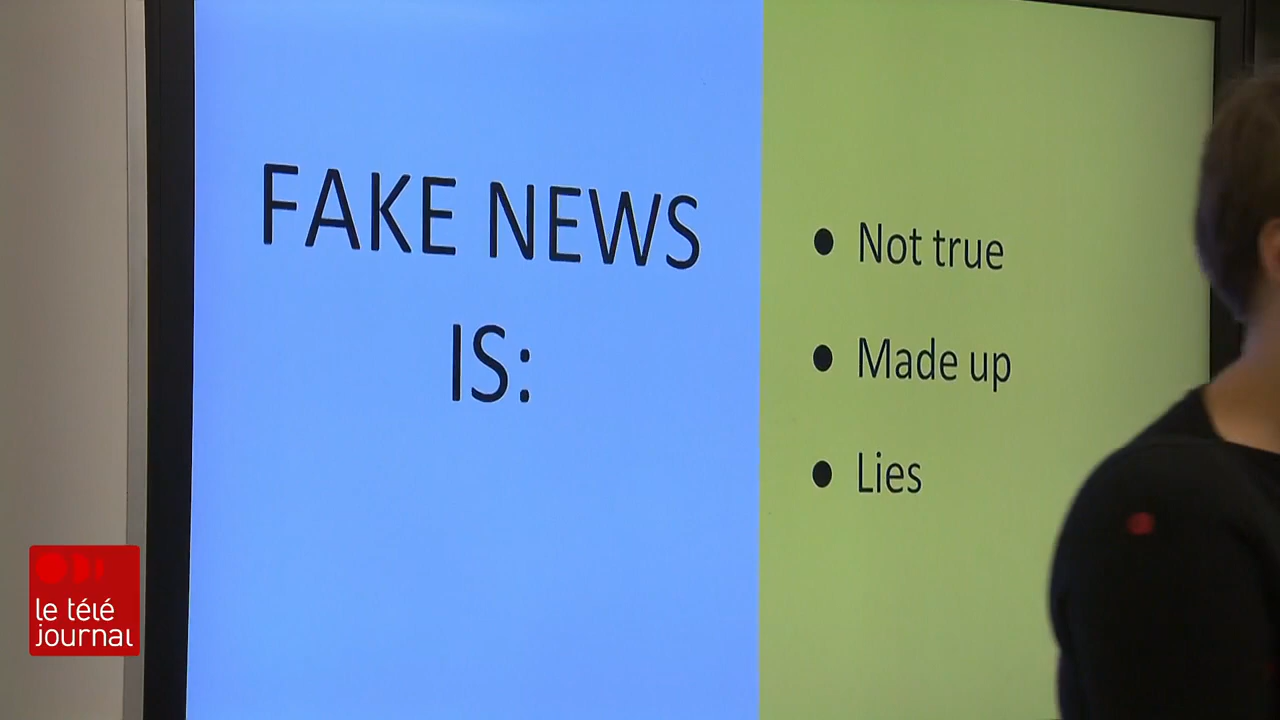 FAKE NEWS
IS:
● Not true
● Made up
● Lies
le télé
journal